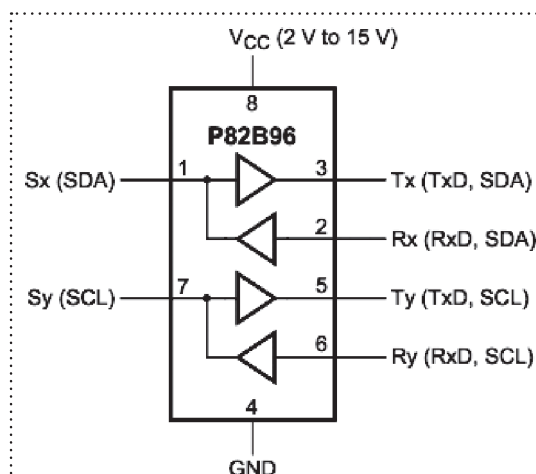 VCC (2 V to 15 V)
8
P82B96
Sx (SDA) 1 3 Tx (TxD, SDA)
2 Rx (RxD, SDA)
Sy (SCL) 7 5 Ty (TxD, SCL)
6 Ry (RxD, SCL)
4
GND